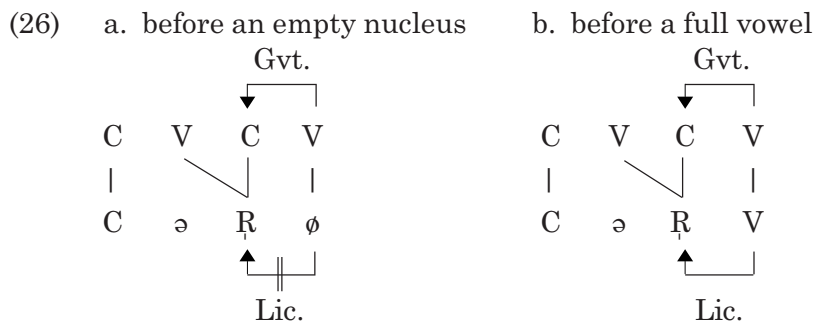 (26) a. before an empty nucleus b. before a full vowel
Gvt. Gvt.
C V C V C V C V
C ə R̩ ø C ə R̩ V
Lic. Lic.